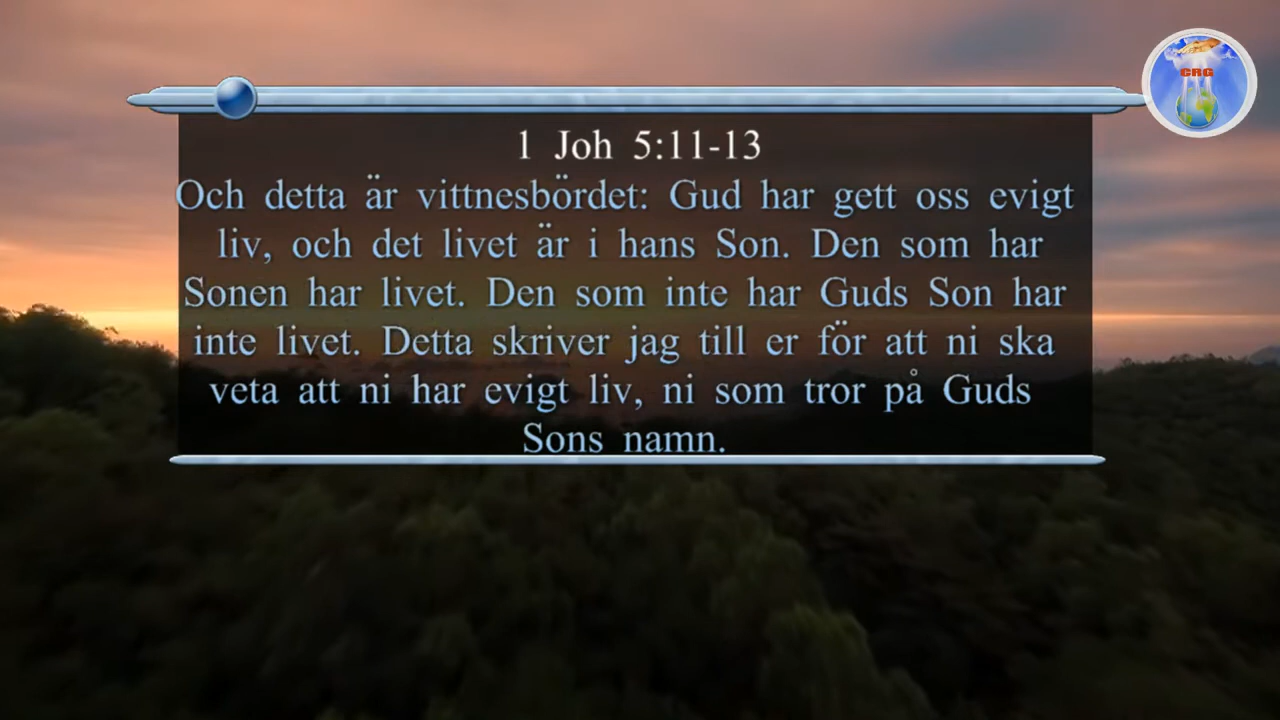 CRG
1 Joh 5:11-13
Och detta är vittnesbördet: Gud har gett oss evigt
liv, och det livet är i hans Son. Den som har
Sonen har livet. Den som inte har Guds Son har
inte livet. Detta skriver jag till er för att ni ska
veta att ni har evigt liv, ni som tror på Guds
Sons namn.